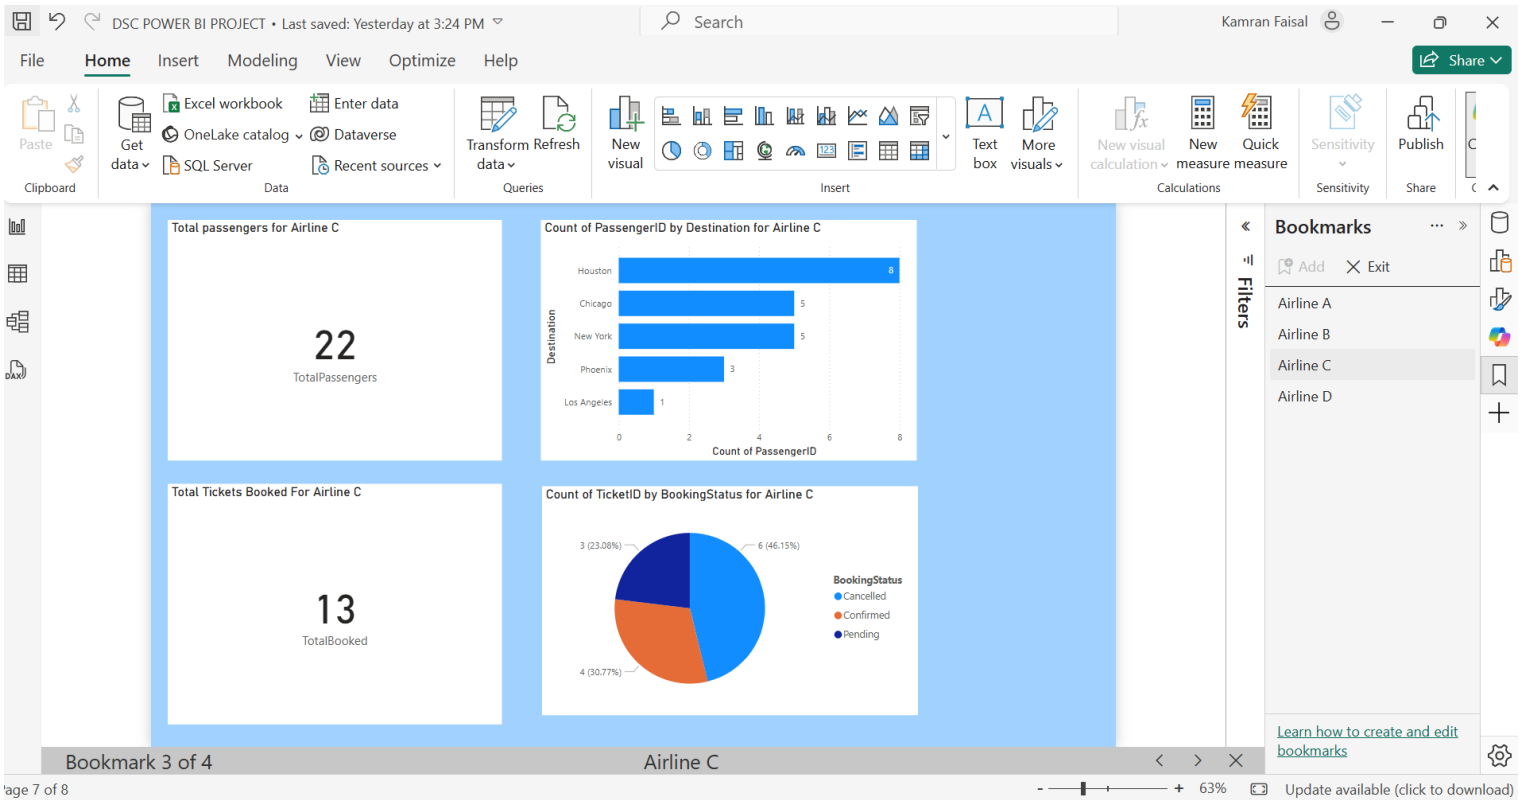 DSC POWER BI PROJECT • Last saved: Yesterday at 3:24 PM
Search
Kamran Faisal
File Home Insert Modeling View Optimize Help
Share
Paste
Clipboard
Get data
Excel workbook
OneLake catalog
SQL Server
Enter data
Dataverse
Recent sources
Data
Transform data
Refresh
Queries
New visual
123
A
Text box
More visuals
Insert
New visual calculation
New measure
Quick measure
Calculations
Sensitivity
Sensitivity
Publish
Share
DAX
Total passengers for Airline C
22
TotalPassengers
Count of PassengerID by Destination for Airline C
Destination
Houston 8
Chicago 5
New York 5
Phoenix 3
Los Angeles 1
0 2 4 6 8
Count of PassengerID
Total Tickets Booked For Airline C
13
TotalBooked
Count of TicketID by BookingStatus for Airline C
3 (23.08%)
6 (46.15%)
4 (30.77%)
BookingStatus
Cancelled
Confirmed
Pending
Filters
Bookmarks
Add Exit
Airline A
Airline B
Airline C
Airline D
Learn how to create and edit
bookmarks
Bookmark 3 of 4 Airline C
age 7 of 8
- + 63% Update available (click to download)